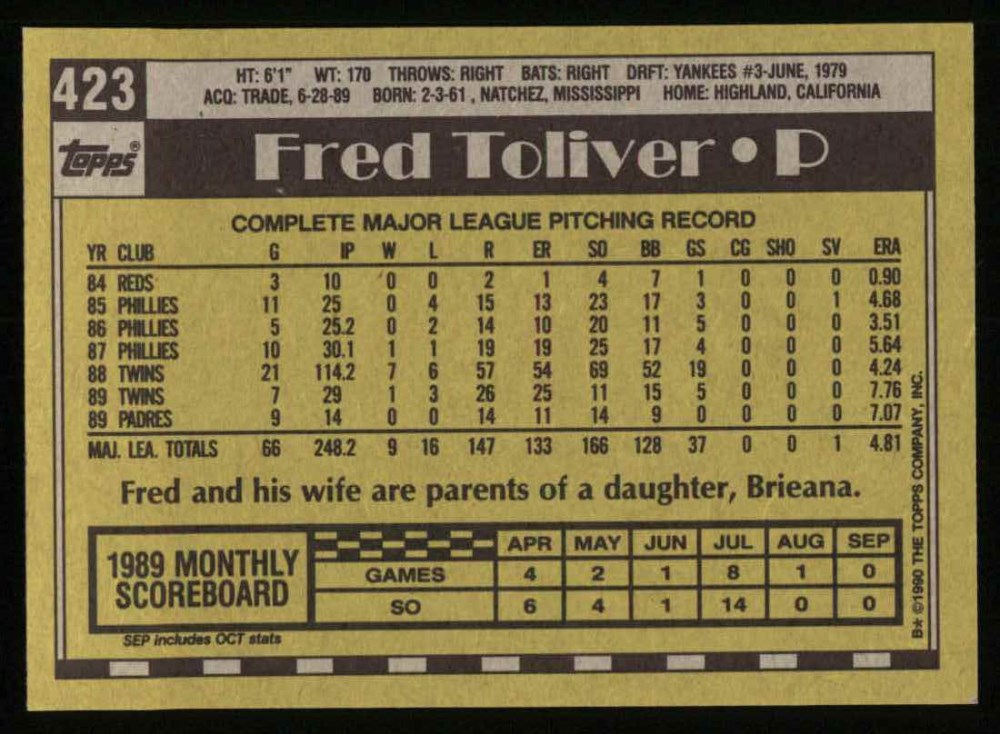 423
HT: 6'1" WT: 170 THROWS: RIGHT BATS: RIGHT DRFT: YANKEES #3-JUNE, 1979
ACQ: TRADE, 6-28-89 BORN: 2-3-61, NATCHEZ, MISSISSIPPI HOME: HIGHLAND, CALIFORNIA
topps®
Fred Toliver • P
COMPLETE MAJOR LEAGUE PITCHING RECORD
YR CLUB G IP W L R ER SO BB GS CG SHO SV ERA
84 REDS 3 10 0 0 2 1 4 7 1 0 0 0 0.90
85 PHILLIES 11 25 0 4 15 13 23 17 3 0 0 1 4.68
86 PHILLIES 5 25.2 0 2 14 10 20 11 5 0 0 0 3.51
87 PHILLIES 10 30.1 1 1 19 19 25 17 4 0 0 0 5.64
88 TWINS 21 114.2 7 6 57 54 69 52 19 0 0 0 4.24
89 TWINS 7 29 1 3 26 25 11 15 5 0 0 0 7.76
89 PADRES 9 14 0 0 14 11 14 9 0 0 0 0 7.07
MAJ. LEA. TOTALS 66 248.2 9 16 147 133 166 128 37 0 0 1 4.81
Fred and his wife are parents of a daughter, Brieana.
1989 MONTHLY
SCOREBOARD
APR MAY JUN JUL AUG SEP
GAMES 4 2 1 8 1 0
SO 6 4 1 14 0 0
SEP includes OCT stats
B* ©1990 THE TOPPS COMPANY, INC.